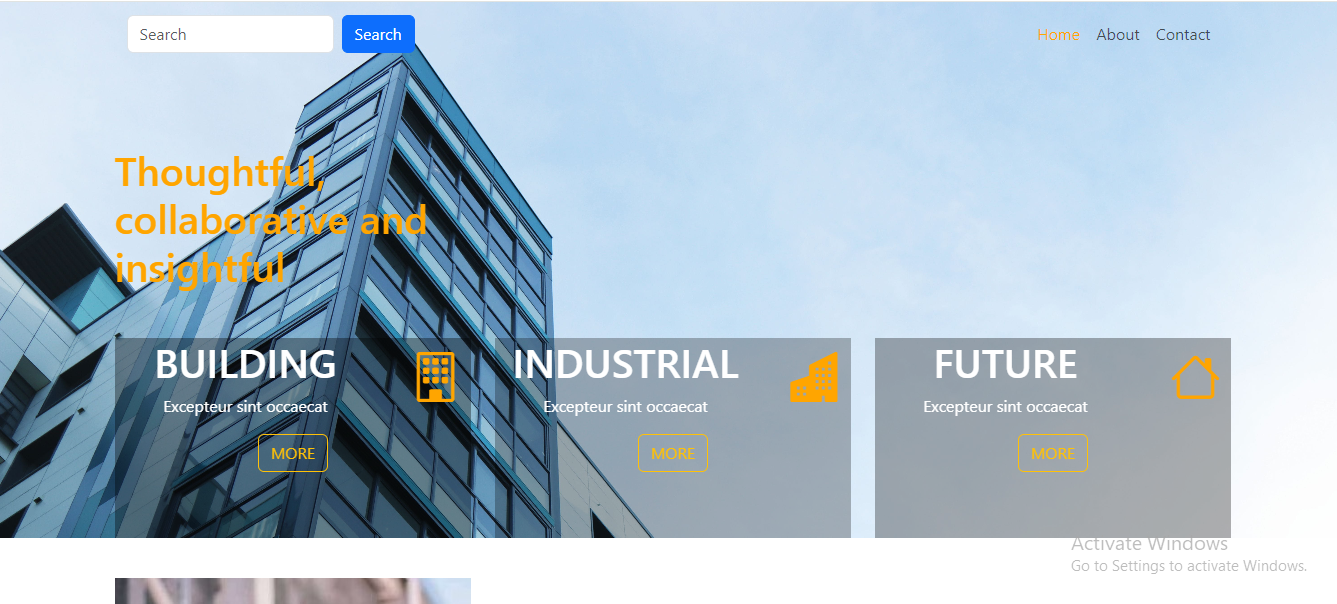 Search Search Home About Contact
Thoughtful,
collaborative and
insightful
BUILDING
Excepteur sint occaecat
MORE
INDUSTRIAL
Excepteur sint occaecat
MORE
FUTURE
Excepteur sint occaecat
MORE
Activate Windows
Go to Settings to activate Windows.